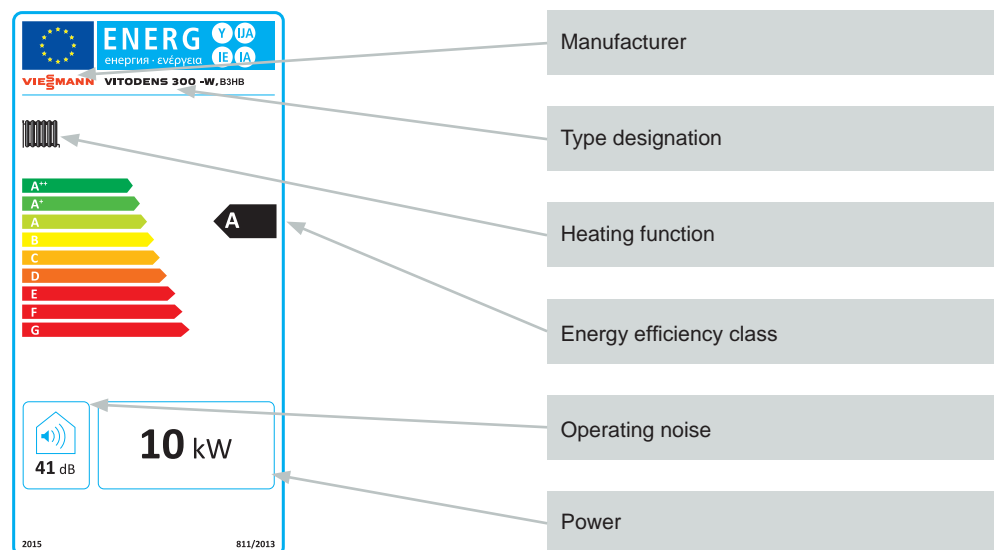 ENERG Y IJA
енергия · ενέργεια IE IA
VIESSMANN VITODENS 300 -W, B3HB
A++
A+
A
B
C
D
E
F
G
A
41 dB
10 kW
2015 811/2013
Manufacturer
Type designation
Heating function
Energy efficiency class
Operating noise
Power